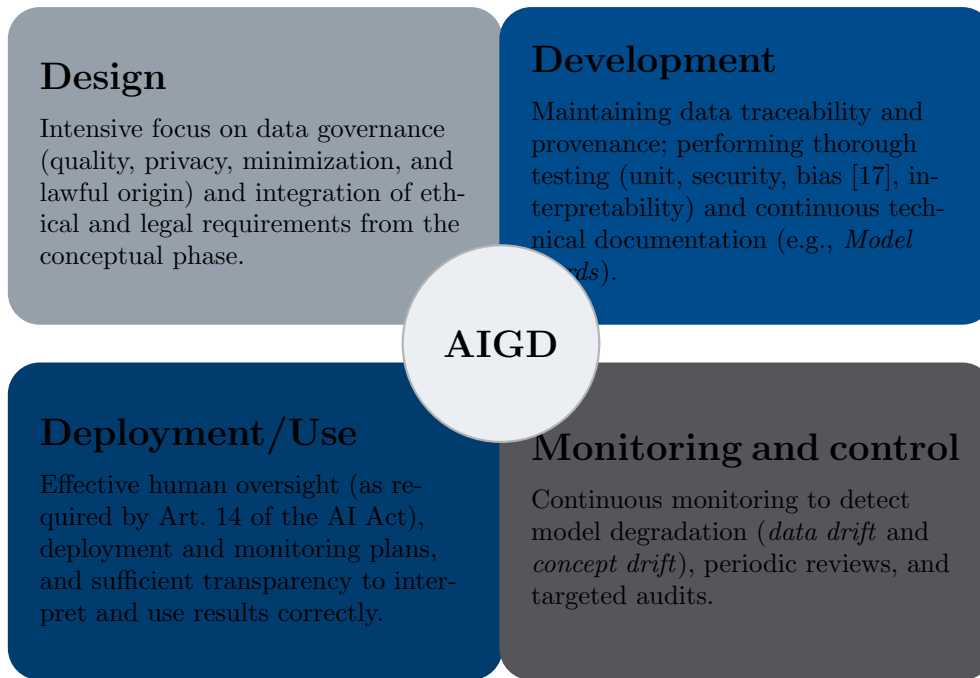 Design
Intensive focus on data governance
(quality, privacy, minimization, and
lawful origin) and integration of eth-
ical and legal requirements from the
conceptual phase.
Development
Maintaining data traceability and
provenance; performing thorough
testing (unit, security, bias [17], in-
terpretability) and continuous tech-
nical documentation (e.g., Model
rds).
AIGD
Deployment/Use
Effective human oversight (as re-
quired by Art. 14 of the AI Act),
deployment and monitoring plans,
and sufficient transparency to inter-
pret and use results correctly.
Monitoring and control
Continuous monitoring to detect
model degradation (data drift and
concept drift), periodic reviews, and
targeted audits.